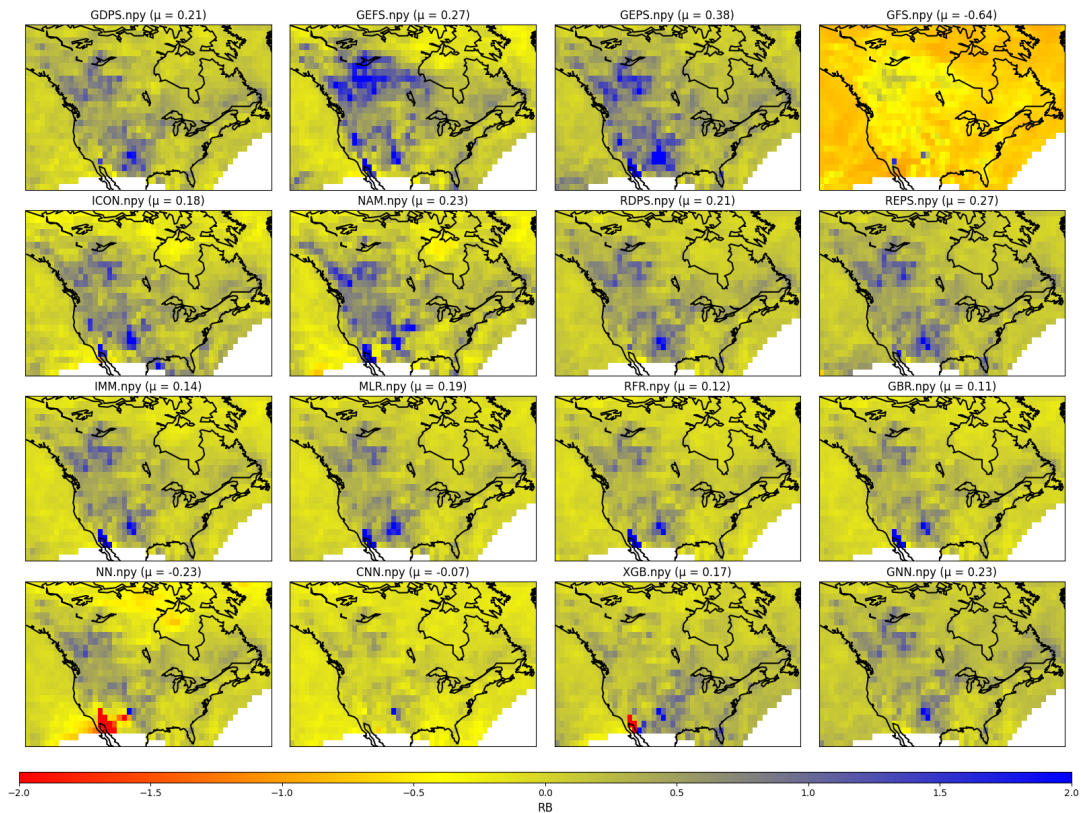 GDPS.npy (μ = 0.21)
GEFS.npy (μ = 0.27)
GEPS.npy (μ = 0.38)
GFS.npy (μ = -0.64)
ICON.npy (μ = 0.18)
NAM.npy (μ = 0.23)
RDPS.npy (μ = 0.21)
REPS.npy (μ = 0.27)
IMM.npy (μ = 0.14)
MLR.npy (μ = 0.19)
RFR.npy (μ = 0.12)
GBR.npy (μ = 0.11)
NN.npy (μ = -0.23)
CNN.npy (μ = -0.07)
XGB.npy (μ = 0.17)
GNN.npy (μ = 0.23)
−2.0 −1.5 −1.0 −0.5 0.0 0.5 1.0 1.5 2.0
RB